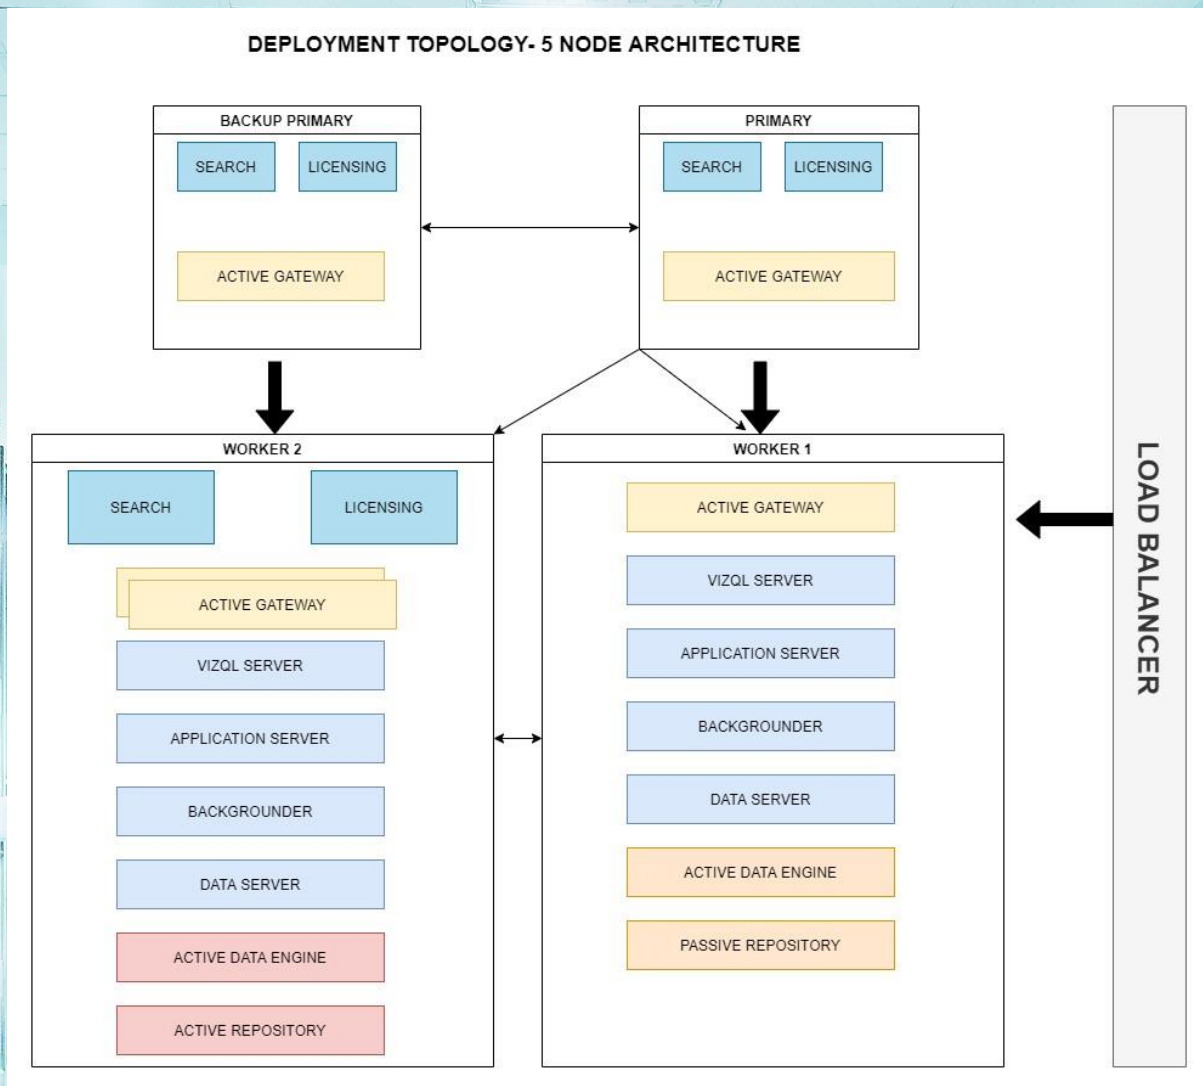 DEPLOYMENT TOPOLOGY- 5 NODE ARCHITECTURE
BACKUP PRIMARY
SEARCH
LICENSING
ACTIVE GATEWAY
PRIMARY
SEARCH
LICENSING
ACTIVE GATEWAY
WORKER 2
SEARCH
LICENSING
ACTIVE GATEWAY
VIZQL SERVER
APPLICATION SERVER
BACKGROUNDER
DATA SERVER
ACTIVE DATA ENGINE
ACTIVE REPOSITORY
WORKER 1
ACTIVE GATEWAY
VIZQL SERVER
APPLICATION SERVER
BACKGROUNDER
DATA SERVER
ACTIVE DATA ENGINE
PASSIVE REPOSITORY
LOAD BALANCER